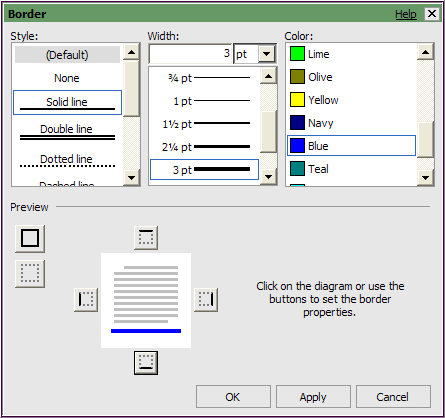 Border Help
Style: Width: Color:
(Default)
None
Solid line
Double line
Dotted line
Dashed line
3 pt
¾ pt
1 pt
1½ pt
2¼ pt
3 pt
Lime
Olive
Yellow
Navy
Blue
Teal
Preview
Click on the diagram or use the
buttons to set the border
properties.
OK Apply Cancel